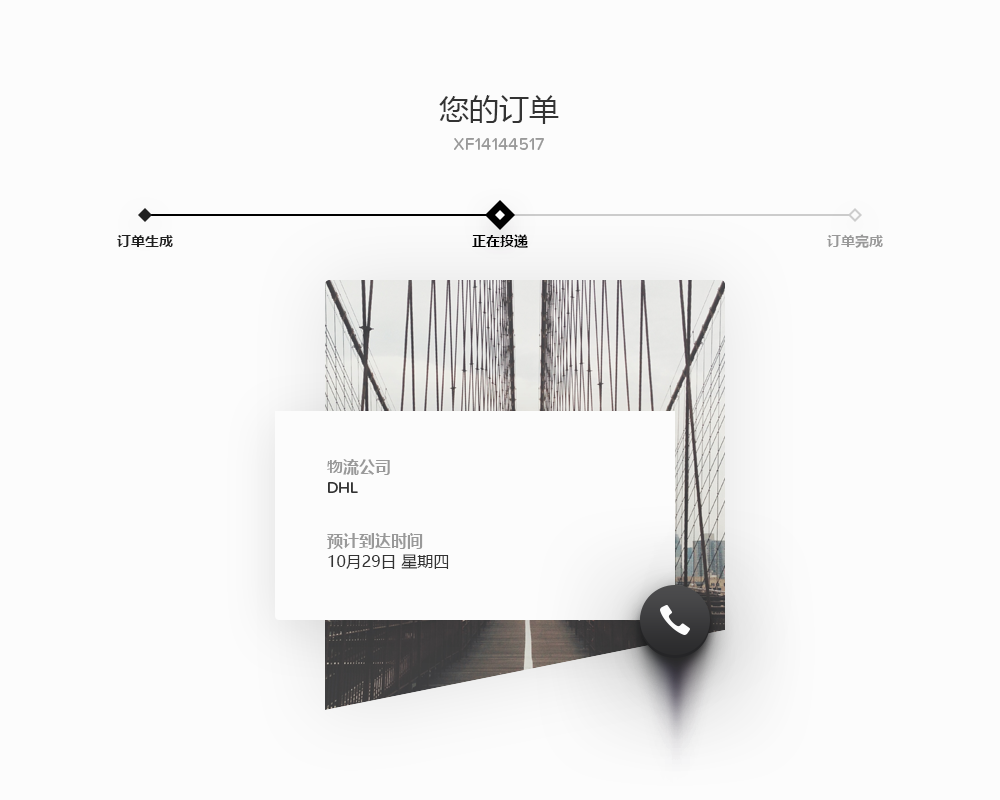 您的订单
XF14144517
订单生成
正在投递
订单完成
物流公司
DHL
预计到达时间
10月29日 星期四